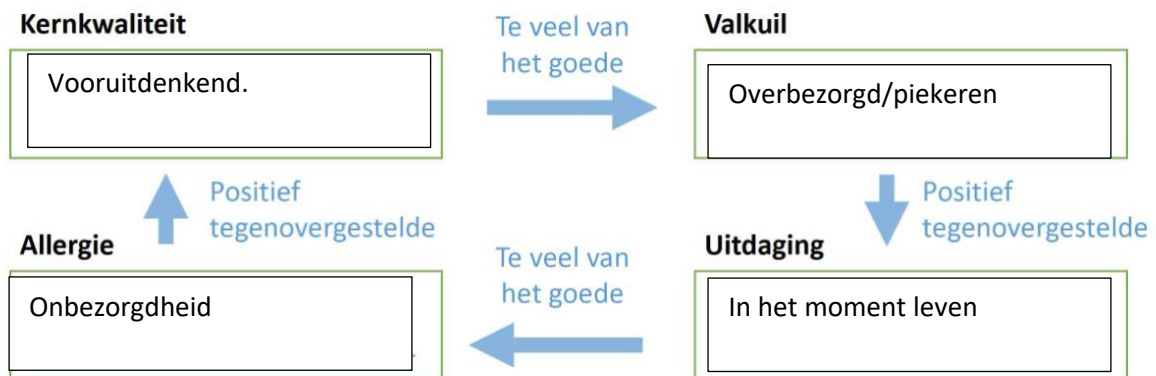 Kernkwaliteit
Te veel van
het goede
Valkuil
Vooruitdenkend.
Overbezorgd/piekeren
Positief
tegenovergestelde
Positief
tegenovergestelde
Allergie
Te veel van
het goede
Uitdaging
Onbezorgdheid
In het moment leven